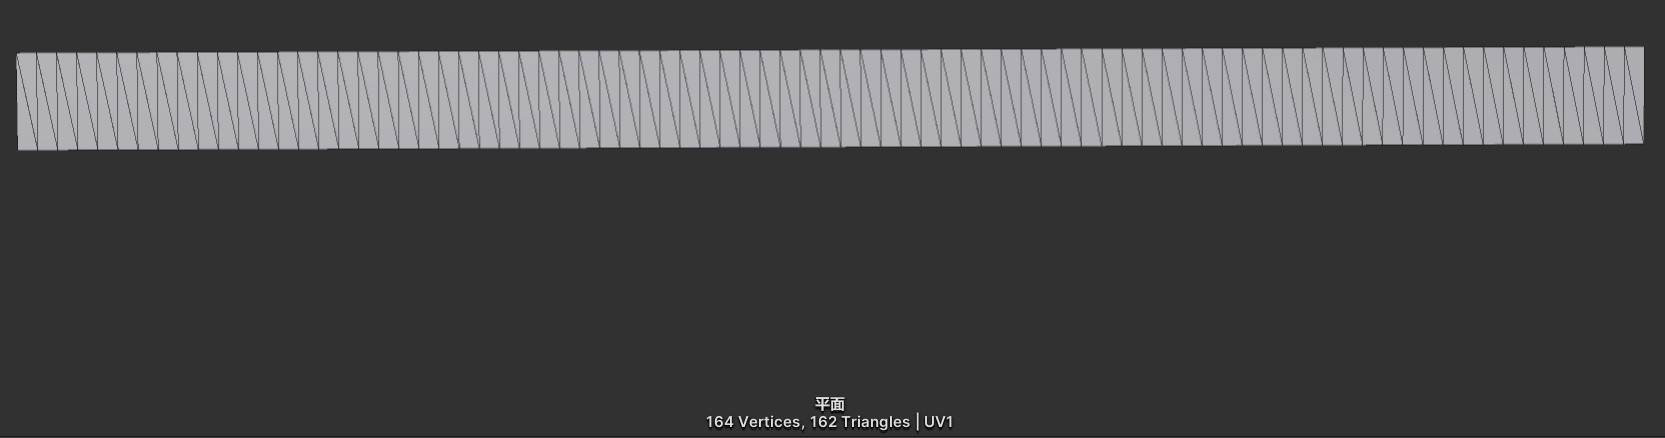 平面
164 Vertices, 162 Triangles | UV1